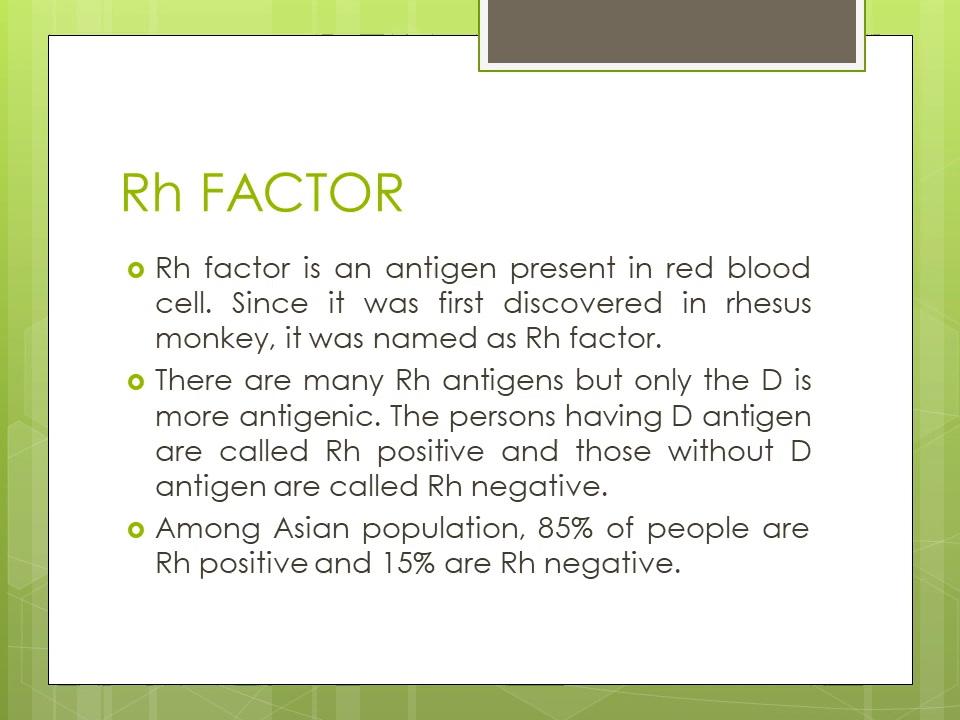 Rh FACTOR
Rh factor is an antigen present in red blood
cell. Since it was first discovered in rhesus
monkey, it was named as Rh factor.
There are many Rh antigens but only the D is
more antigenic. The persons having D antigen
are called Rh positive and those without D
antigen are called Rh negative.
Among Asian population, 85% of people are
Rh positive and 15% are Rh negative.